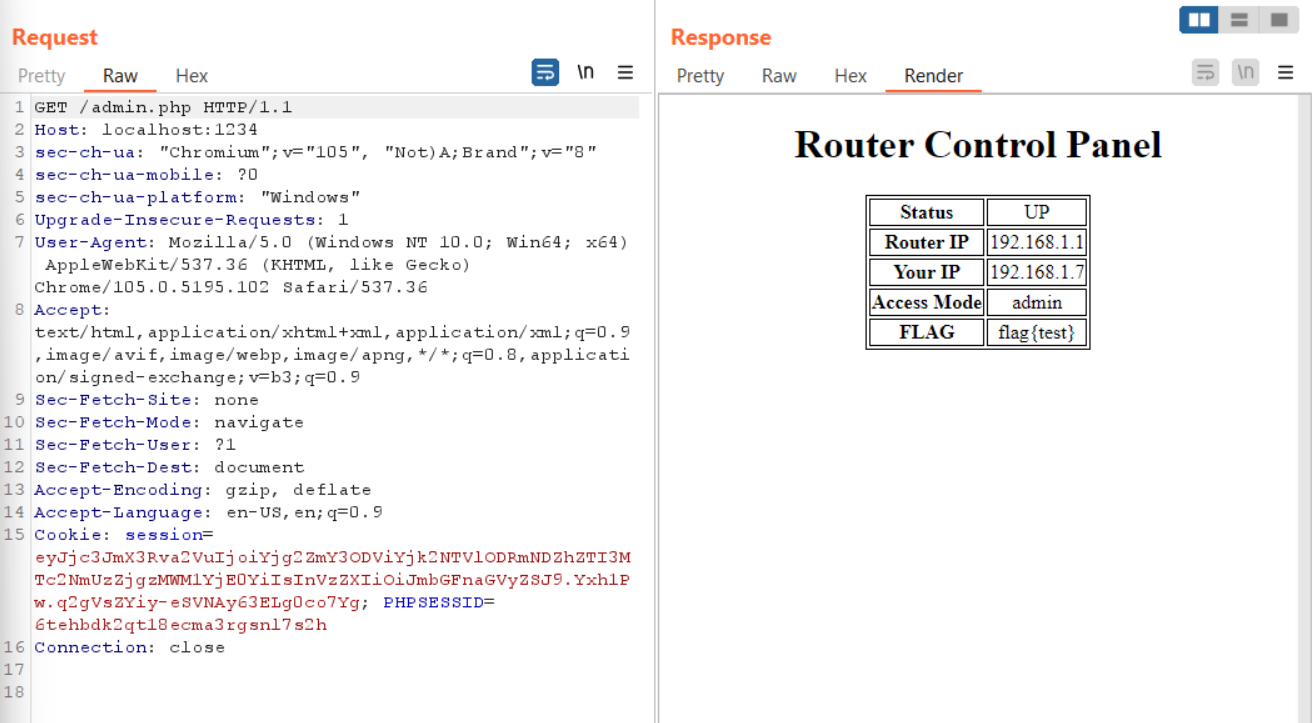 Request
Pretty Raw Hex \n
1 GET /admin.php HTTP/1.1
2 Host: localhost:1234
3 sec-ch-ua: "Chromium";v="105", "Not)A;Brand";v="8"
4 sec-ch-ua-mobile: ?0
5 sec-ch-ua-platform: "Windows"
6 Upgrade-Insecure-Requests: 1
7 User-Agent: Mozilla/5.0 (Windows NT 10.0; Win64; x64)
AppleWebKit/537.36 (KHTML, like Gecko)
Chrome/105.0.5195.102 Safari/537.36
8 Accept:
text/html,application/xhtml+xml,application/xml;q=0.9
,image/avif,image/webp,image/apng,*/*;q=0.8,applicati
on/signed-exchange;v=b3;q=0.9
9 Sec-Fetch-Site: none
10 Sec-Fetch-Mode: navigate
11 Sec-Fetch-User: ?1
12 Sec-Fetch-Dest: document
13 Accept-Encoding: gzip, deflate
14 Accept-Language: en-US,en;q=0.9
15 Cookie: session=
eyJjc3JmX3Rva2VuIjoiYjg2ZmY3ODViYjk2NTVlODRmNDZhZTI3M
Tc2NmUzZjgzMWM1YjE0YiIsInVzZXIiOiJmbGFnaGVyZSJ9.Yxh1P
w.q2gVsZYiy-eSVNAy63ELg0co7Yg; PHPSESSID=
6tehbdk2qt18ecma3rgsnl7s2h
16 Connection: close
17
18
Response
Pretty Raw Hex Render \n
Router Control Panel
Status UP
Router IP 192.168.1.1
Your IP 192.168.1.7
Access Mode admin
FLAG flag{test}